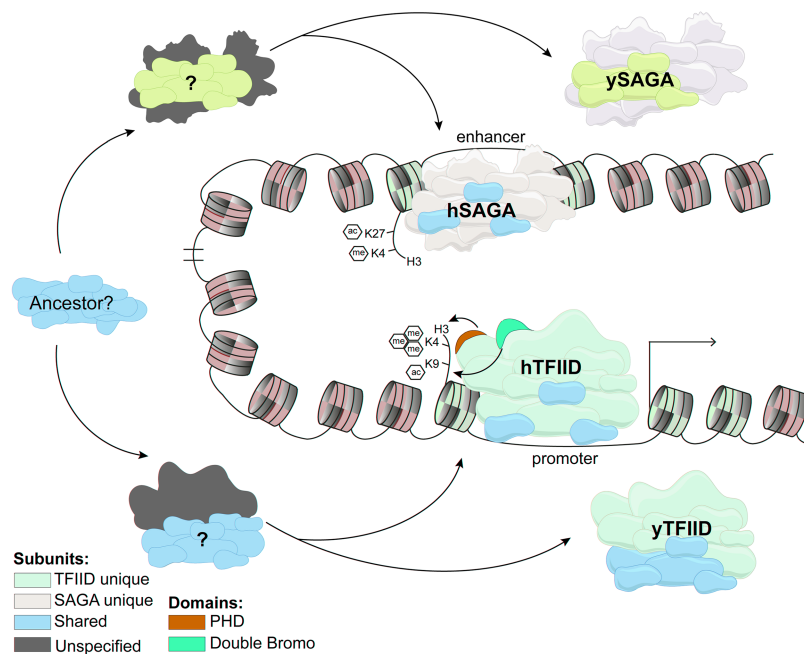 ?
ySAGA
enhancer
hSAGA
ac K27
me K4
H3
Ancestor?
me H3
me K4
me
K9
ac
hTFIID
promoter
?
yTFIID
Subunits:
TFIID unique
SAGA unique
Shared
Unspecified
Domains:
PHD
Double Bromo